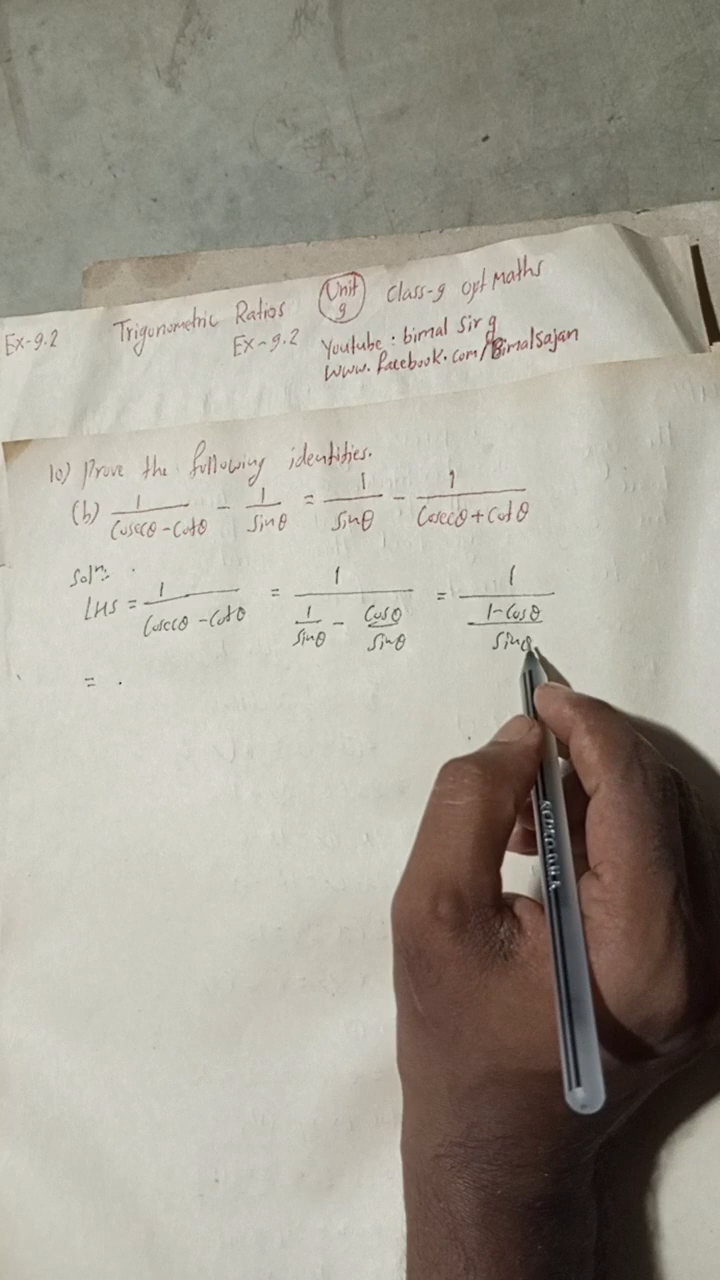 Ex-9.2 Trigonometric Ratios Unit 9 Class-9 opt Maths
Ex-9.2 Youtube : bimal Sir g
www.facebook.com/Bimalsajan
10) Prove the following identities.
(b) 1/(Cosecθ - Cotθ) - 1/Sinθ = 1/Sinθ - 1/(Cosecθ + Cotθ)
Solⁿ:
LHS = 1/(Cosecθ - Cotθ) = 1/(1/Sinθ - Cosθ/Sinθ) = 1/((1-Cosθ)/Sinθ)
= .